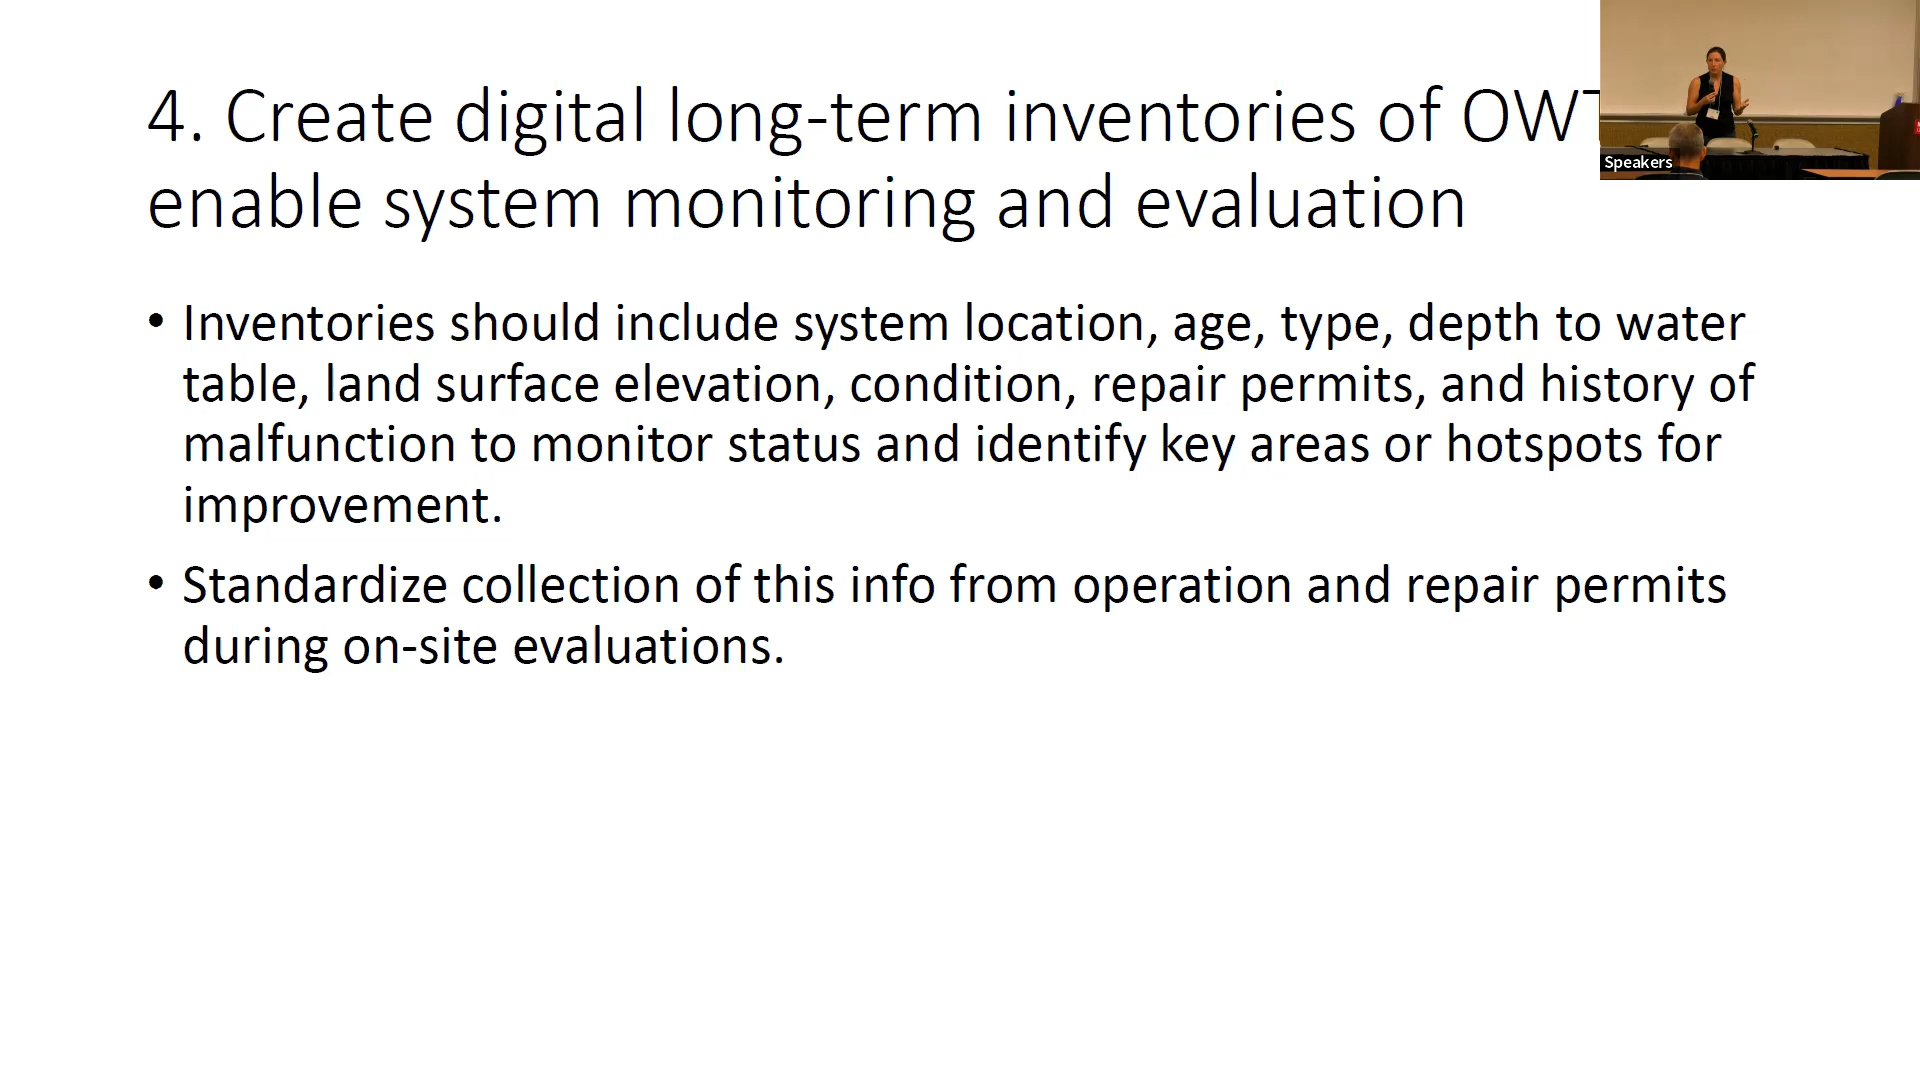 4. Create digital long-term inventories of
enable system monitoring and evaluation
• Inventories should include system location, age, type, depth to water
table, land surface elevation, condition, repair permits, and history of
malfunction to monitor status and identify key areas or hotspots for
improvement.
• Standardize collection of this info from operation and repair permits
during on-site evaluations.
Speakers